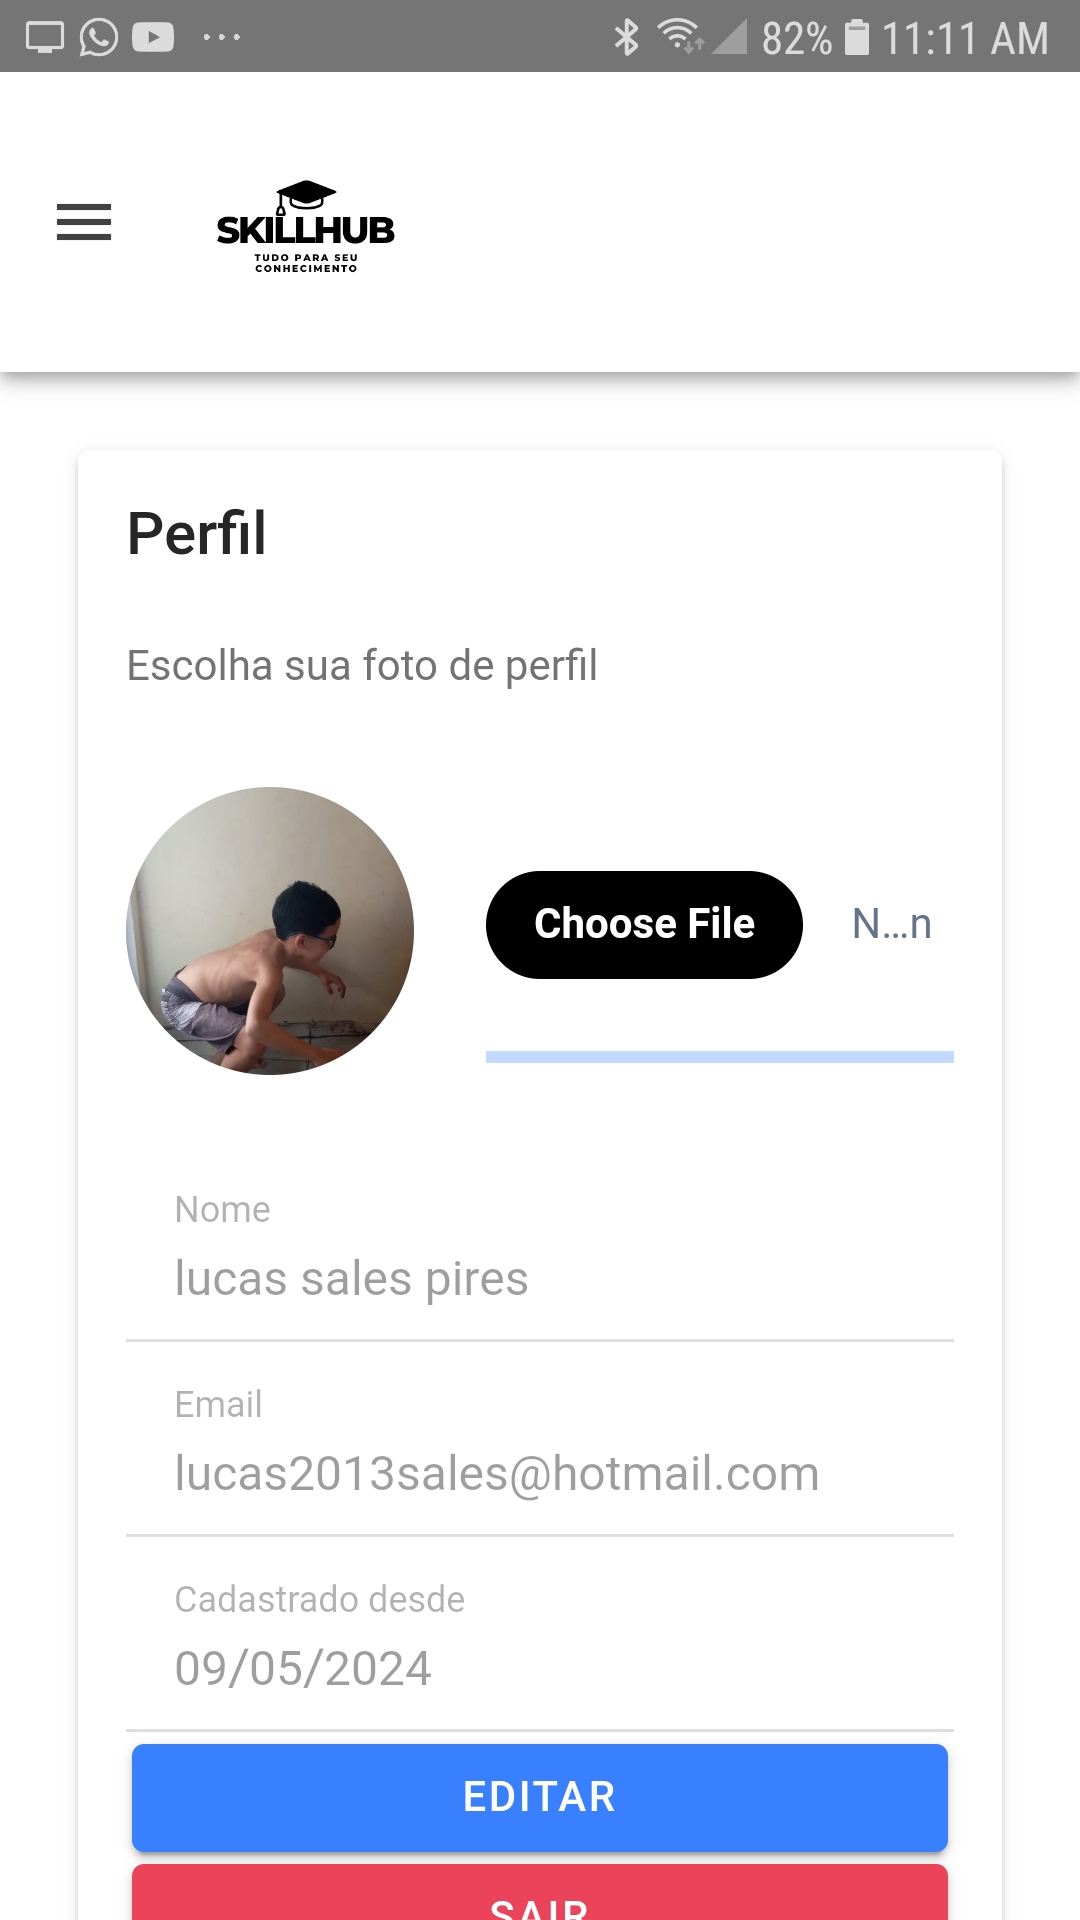 82% 11:11 AM
SKILLHUB
TUDO PARA SEU
CONHECIMENTO
Perfil
Escolha sua foto de perfil
Choose File N...n
Nome
lucas sales pires
Email
lucas2013sales@hotmail.com
Cadastrado desde
09/05/2024
EDITAR
SAIR